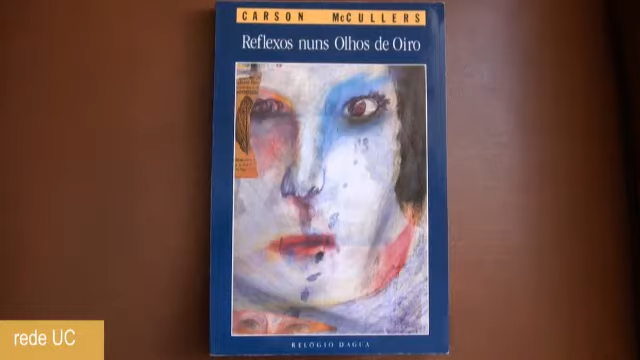 CARSON McCULLERS
Reflexos nuns Olhos de Oiro
RELÓGIO D'ÁGUA
rede UC